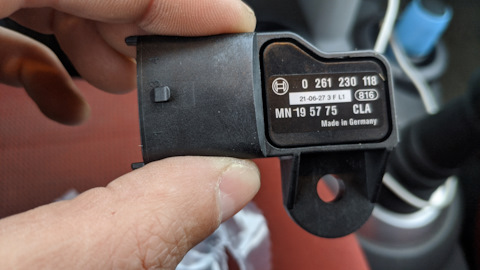 0 261 230 118
21-06-27 3 F L1 816
MN 19 57 75 CLA
Made in Germany